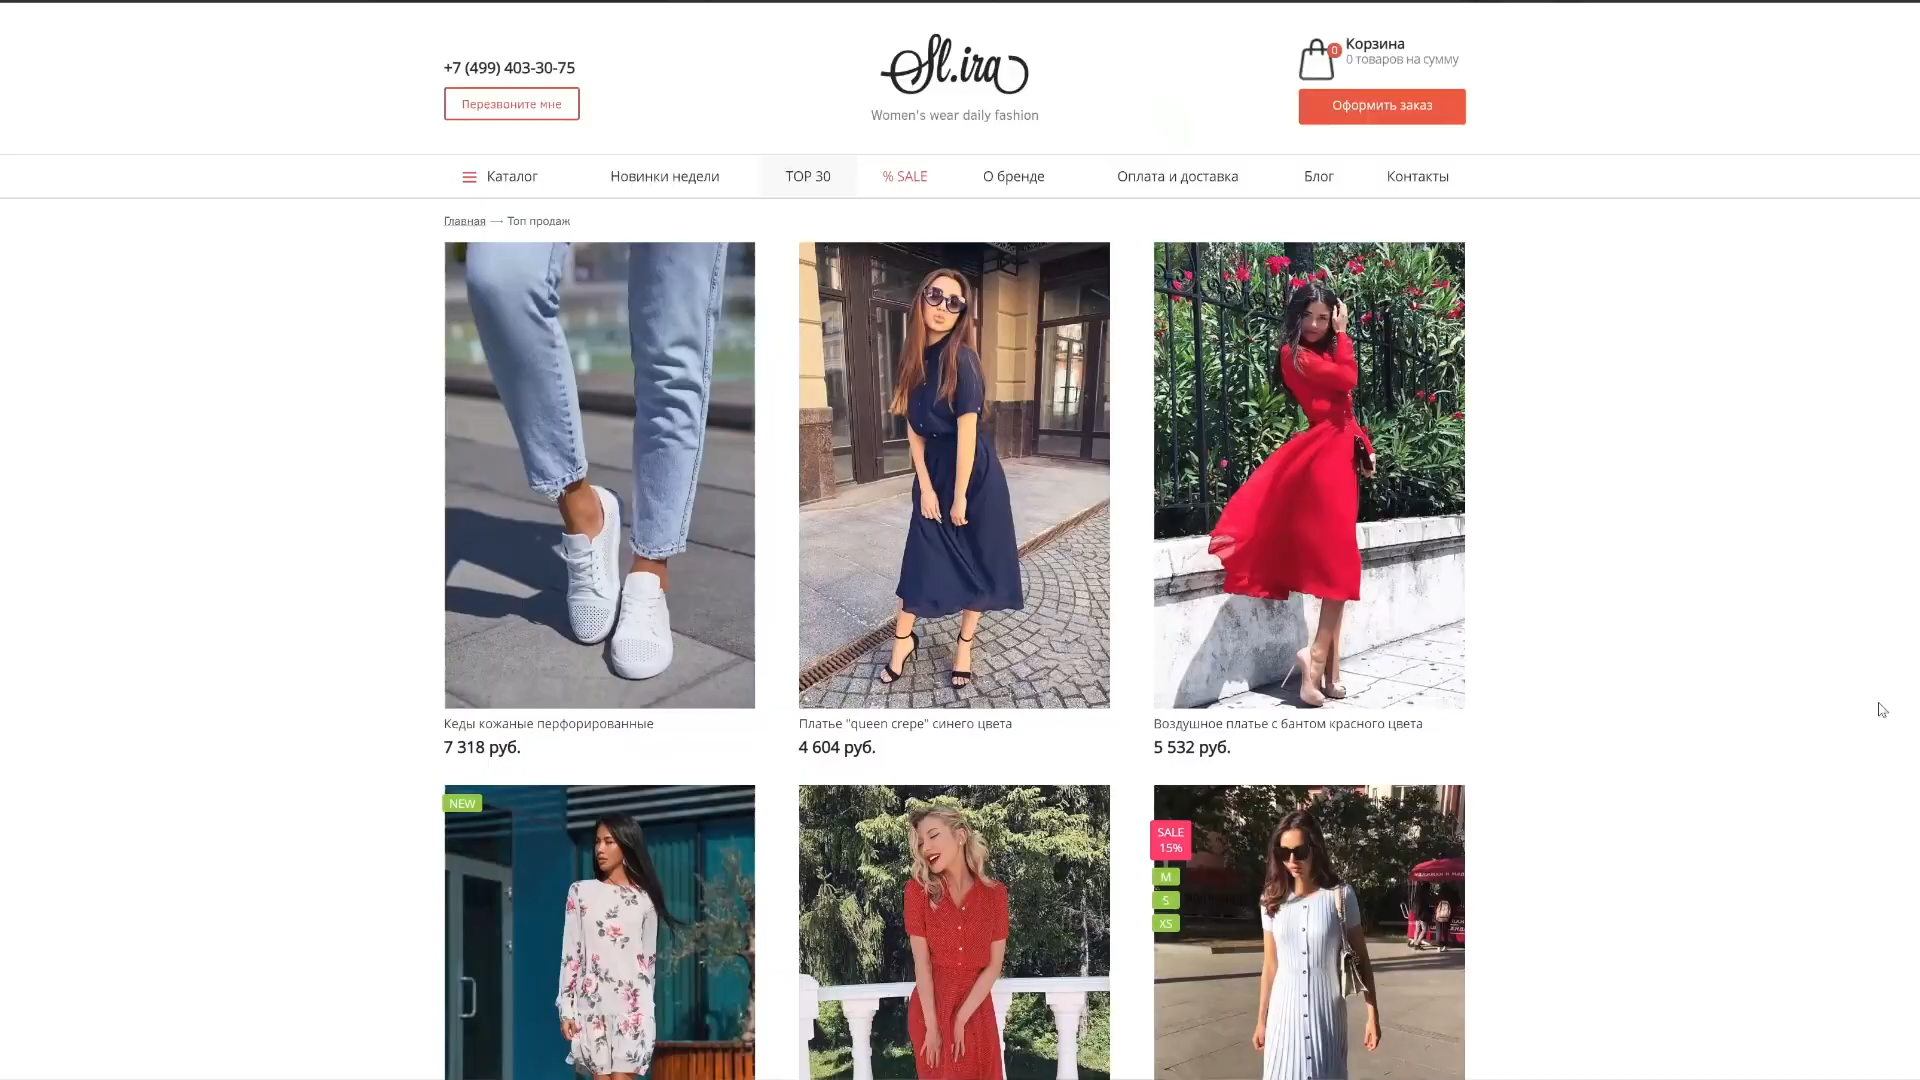 +7 (499) 403-30-75
Перезвоните мне
Sl.ira
Women's wear daily fashion
0
Корзина
0 товаров на сумму
Оформить заказ
Каталог
Новинки недели
TOP 30
% SALE
О бренде
Оплата и доставка
Блог
Контакты
Главная — Топ продаж
Кеды кожаные перфорированные
7 318 руб.
Платье "queen crepe" синего цвета
4 604 руб.
Воздушное платье с бантом красного цвета
5 532 руб.
NEW
SALE
15%
M
S
XS